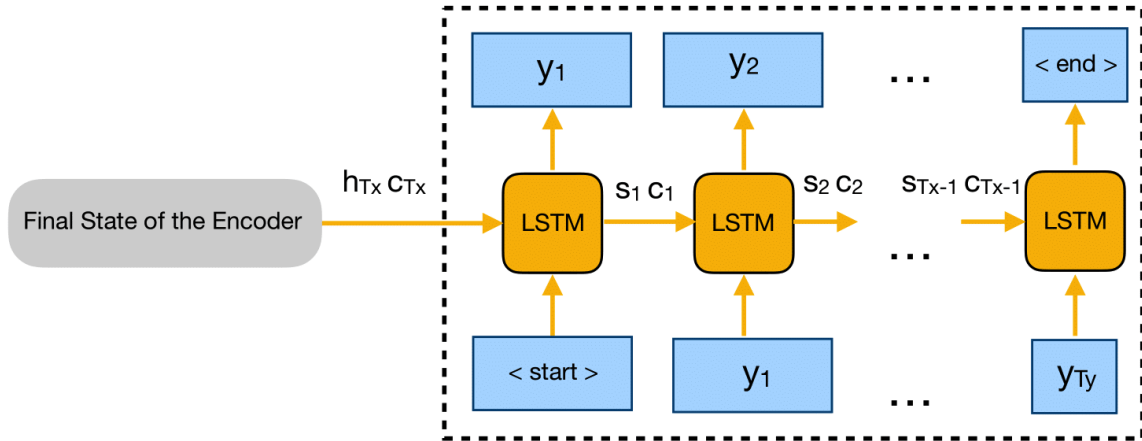 y1
y2
...
< end >
hTx cTx
s1 c1
s2 c2
sTx-1 cTx-1
Final State of the Encoder
LSTM
LSTM
...
LSTM
< start >
y1
...
yTy